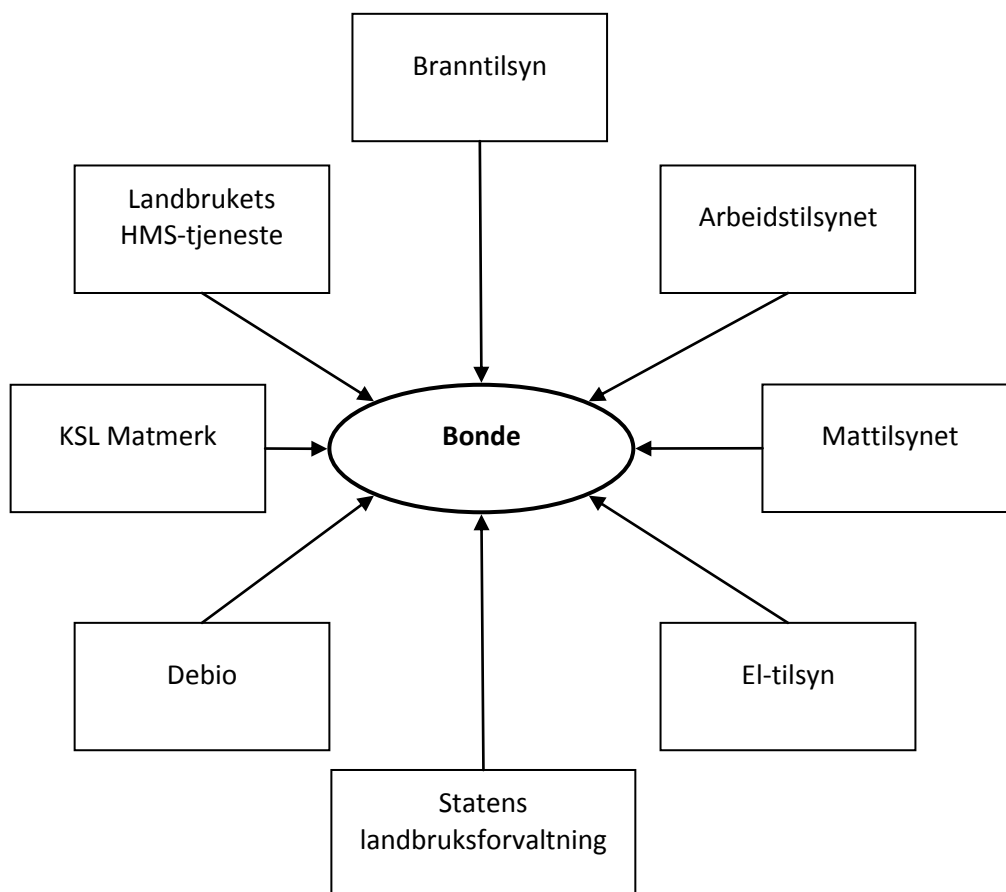 Branntilsyn
Landbrukets
HMS-tjeneste
Arbeidstilsynet
KSL Matmerk
Bonde
Mattilsynet
Debio
El-tilsyn
Statens
landbruksforvaltning